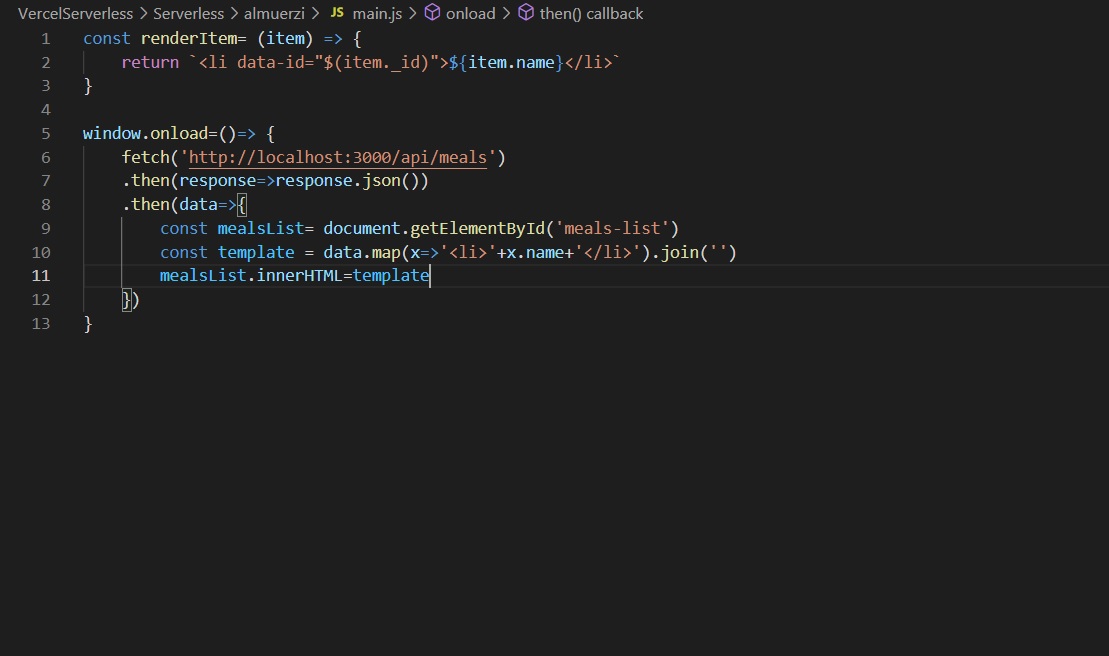 VercelServerless > Serverless > almuerzi > JS main.js > onload > then() callback
1 const renderItem= (item) => {
2 return `<li data-id="$(item._id)">${item.name}</li>`
3 }
4
5 window.onload=()=> {
6 fetch('http://localhost:3000/api/meals')
7 .then(response=>response.json())
8 .then(data=>{
9 const mealsList= document.getElementById('meals-list')
10 const template = data.map(x=>'<li>'+x.name+'</li>').join('')
11 mealsList.innerHTML=template
12 })
13 }